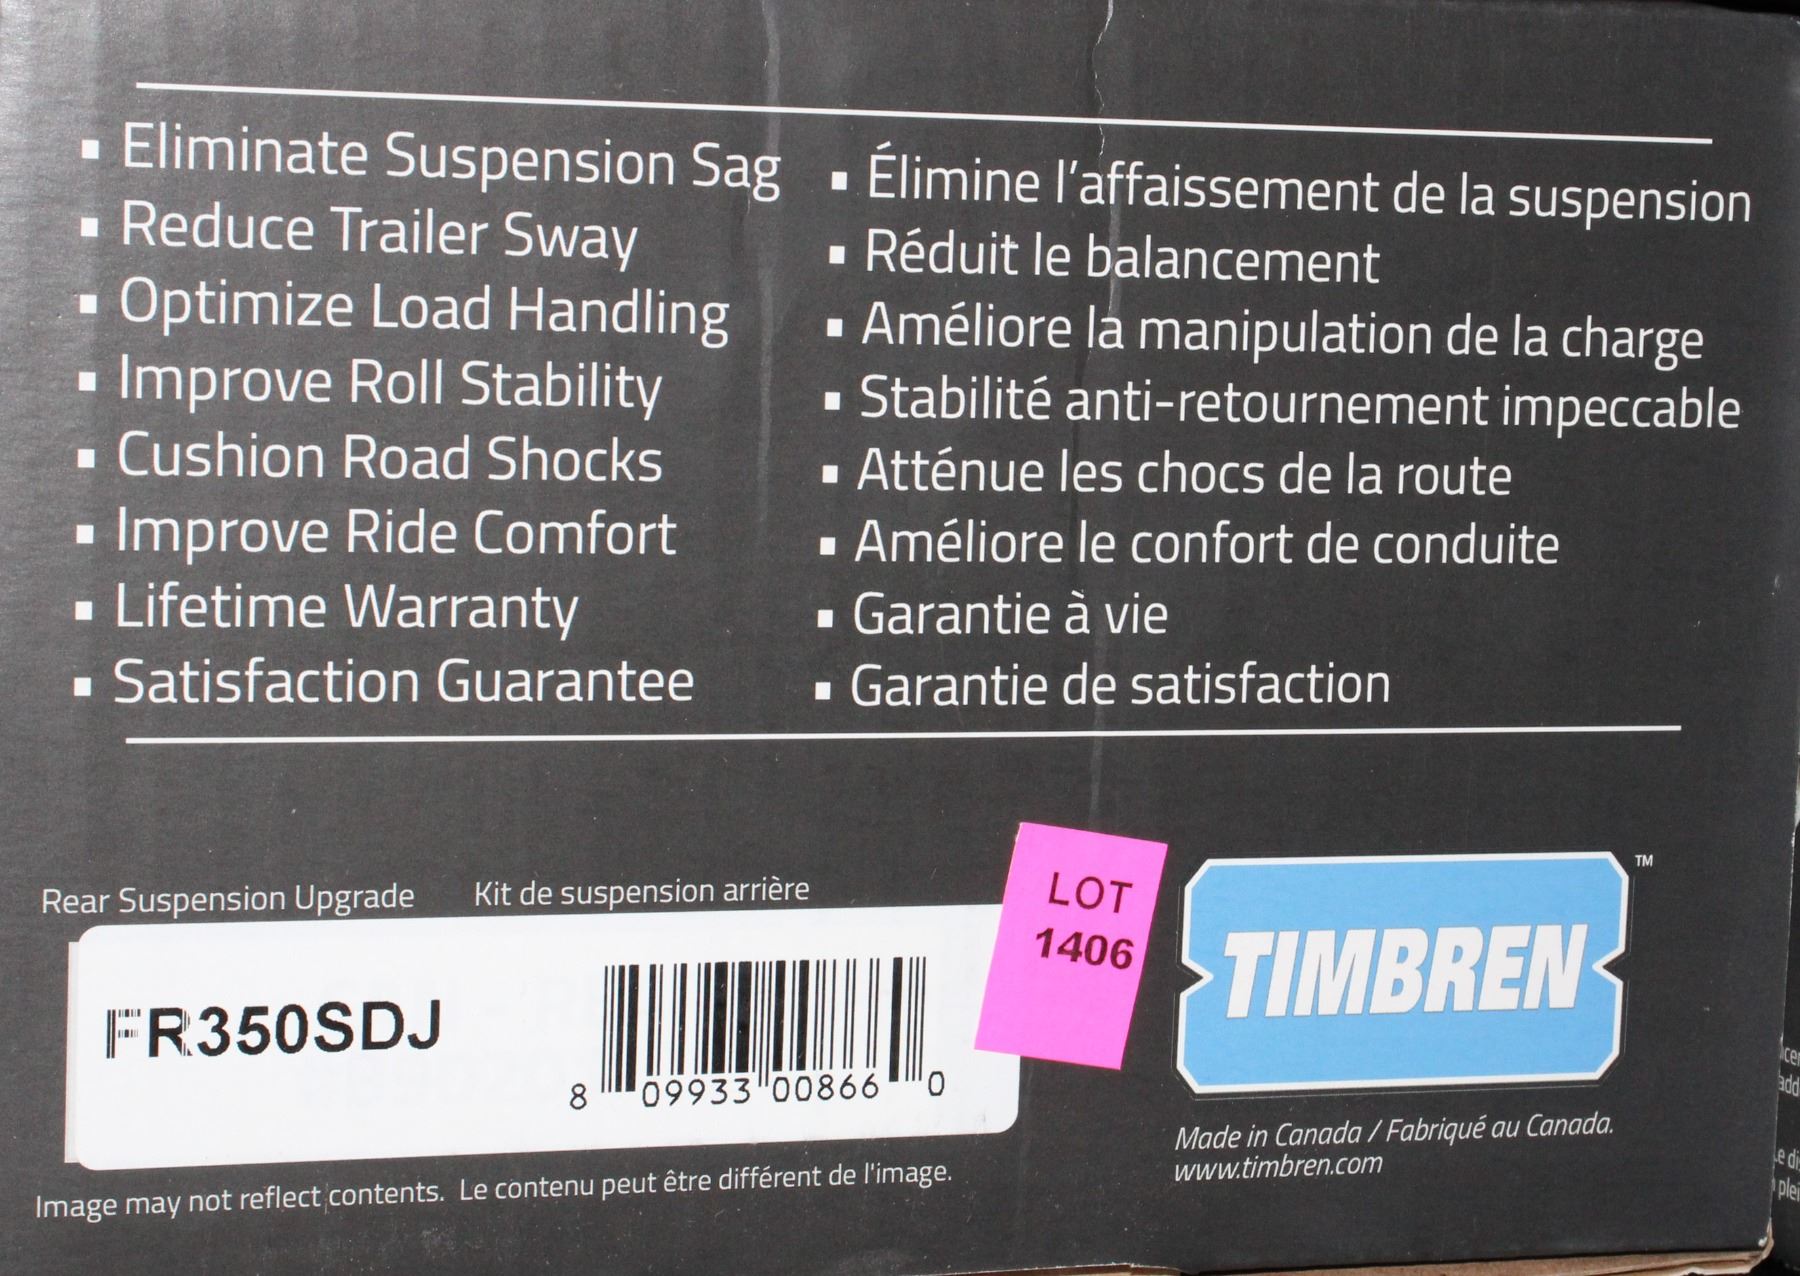 Eliminate Suspension Sag
Reduce Trailer Sway
Optimize Load Handling
Improve Roll Stability
Cushion Road Shocks
Improve Ride Comfort
Lifetime Warranty
Satisfaction Guarantee
Élimine l'affaissement de la suspension
Réduit le balancement
Améliore la manipulation de la charge
Stabilité anti-retournement impeccable
Atténue les chocs de la route
Améliore le confort de conduite
Garantie à vie
Garantie de satisfaction
Rear Suspension Upgrade
Kit de suspension arrière
FR350SDJ
8 09933 00866 0
Image may not reflect contents. Le contenu peut être différent de l'image.
LOT
1406
TIMBREN ™
Made in Canada / Fabriqué au Canada.
www.timbren.com